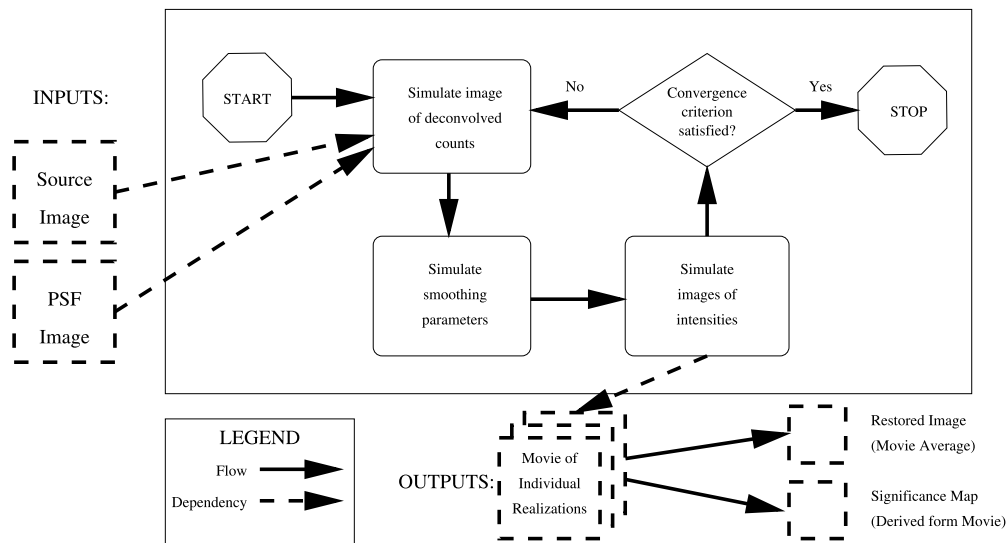 INPUTS:
START
Simulate image
of deconvolved
counts
No
Convergence
criterion
satisfied?
Yes
STOP
Source
Image
PSF
Image
Simulate
smoothing
parameters
Simulate
images of
intensities
LEGEND
Flow
Dependency
OUTPUTS:
Movie of
Individual
Realizations
Restored Image
(Movie Average)
Significance Map
(Derived form Movie)